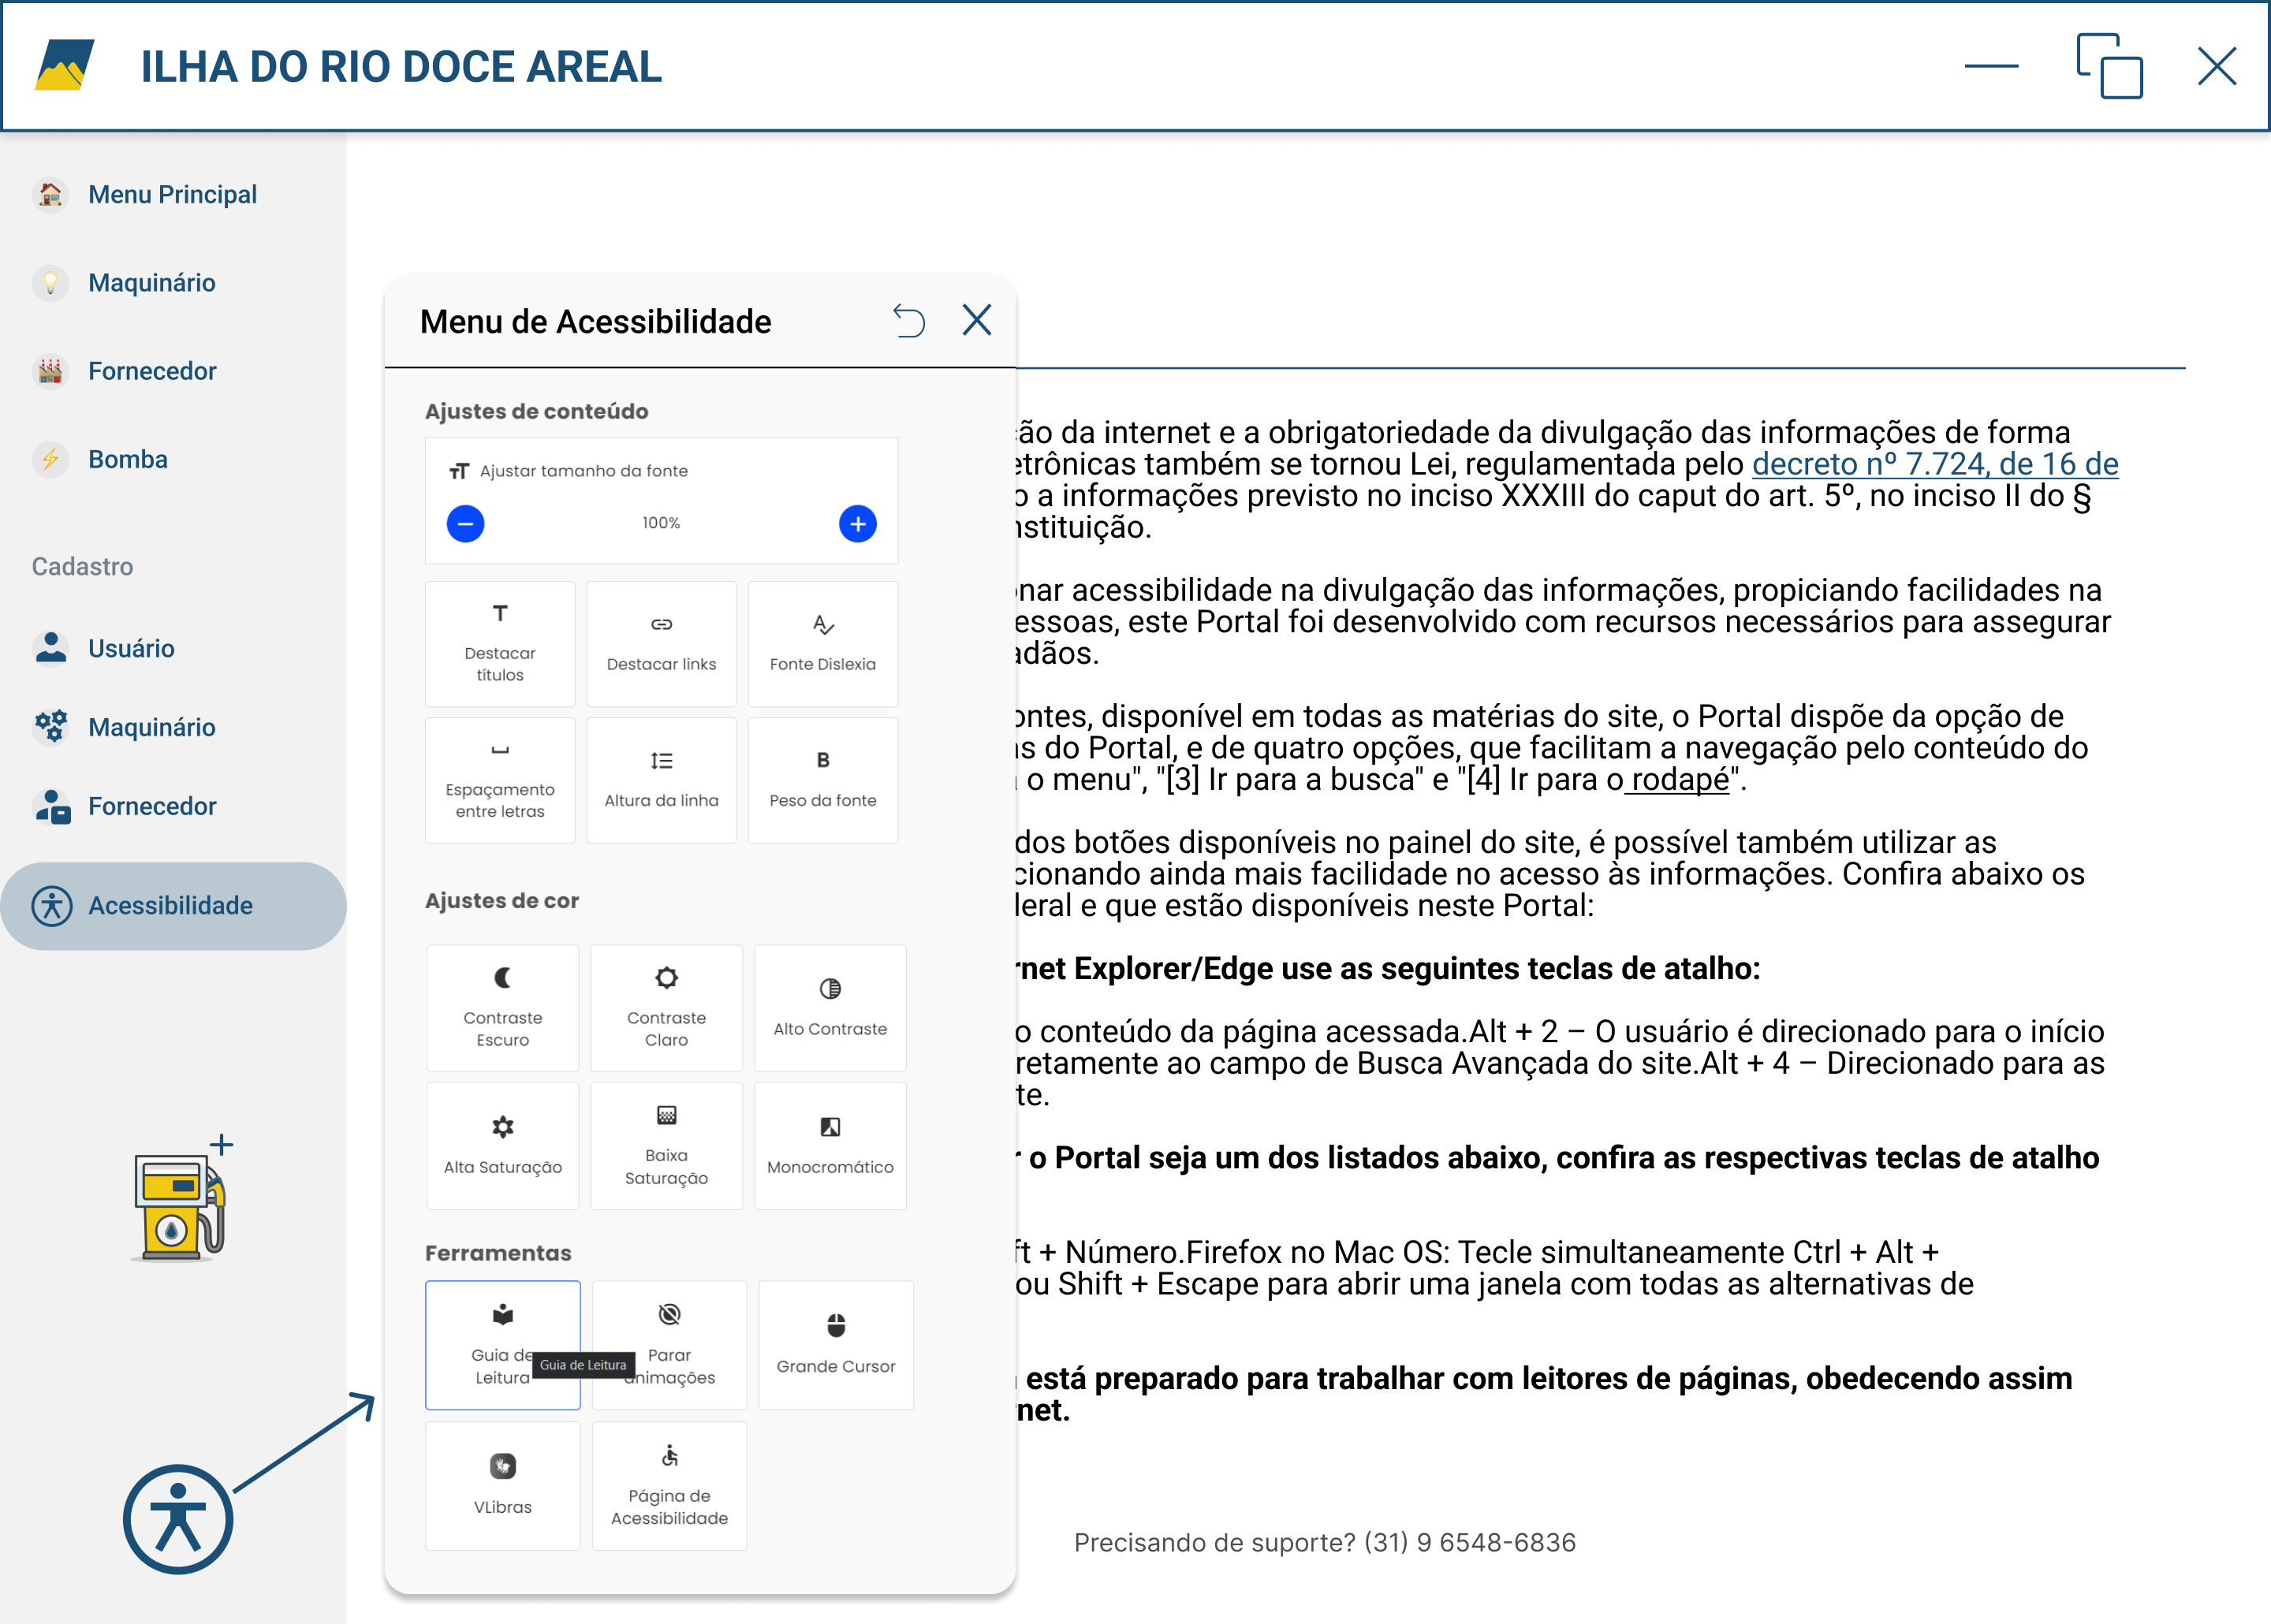 ILHA DO RIO DOCE AREAL
Menu Principal
Maquinário
Fornecedor
Bomba
Cadastro
Usuário
Maquinário
Fornecedor
Acessibilidade
Menu de Acessibilidade
Ajustes de conteúdo
Ajustar tamanho da fonte
100%
Destacar
títulos
Destacar links
Fonte Dislexia
Espaçamento
entre letras
Altura da linha
Peso da fonte
Ajustes de cor
Contraste
Escuro
Contraste
Claro
Alto Contraste
Alta Saturação
Baixa
Saturação
Monocromático
Ferramentas
Guia de
Leitura
Guia de Leitura
Parar
animações
Grande Cursor
VLibras
Página de
Acessibilidade
ão da internet e a obrigatoriedade da divulgação das informações de forma
etrônicas também se tornou Lei, regulamentada pelo decreto nº 7.724, de 16 de
o a informações previsto no inciso XXXIII do caput do art. 5º, no inciso II do §
nstituição.
nar acessibilidade na divulgação das informações, propiciando facilidades na
essoas, este Portal foi desenvolvido com recursos necessários para assegurar
adãos.
ontes, disponível em todas as matérias do site, o Portal dispõe da opção de
s do Portal, e de quatro opções, que facilitam a navegação pelo conteúdo do
o menu", "[3] Ir para a busca" e "[4] Ir para o rodapé".
dos botões disponíveis no painel do site, é possível também utilizar as
cionando ainda mais facilidade no acesso às informações. Confira abaixo os
deral e que estão disponíveis neste Portal:
rnet Explorer/Edge use as seguintes teclas de atalho:
o conteúdo da página acessada.Alt + 2 – O usuário é direcionado para o início
retamente ao campo de Busca Avançada do site.Alt + 4 – Direcionado para as
te.
r o Portal seja um dos listados abaixo, confira as respectivas teclas de atalho
ft + Número.Firefox no Mac OS: Tecle simultaneamente Ctrl + Alt +
ou Shift + Escape para abrir uma janela com todas as alternativas de
está preparado para trabalhar com leitores de páginas, obedecendo assim
net.
Precisando de suporte? (31) 9 6548-6836